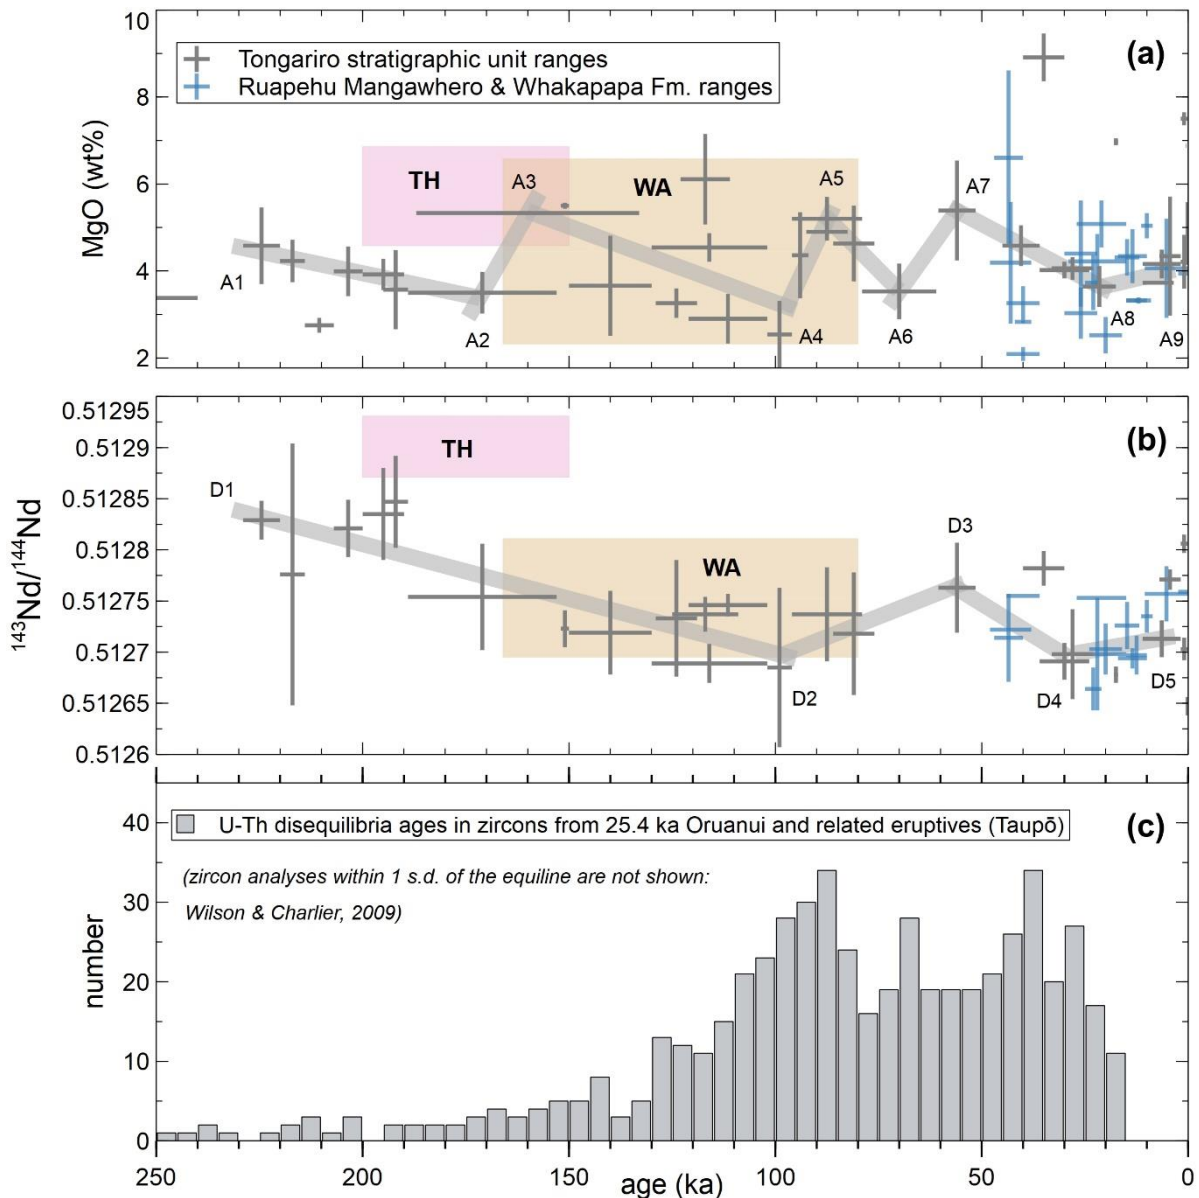 10
(a)
Tongariro stratigraphic unit ranges
Ruapehu Mangawhero & Whakapapa Fm. ranges
8
MgO (wt%)
6
TH
A3
WA
A5
A7
4
A1
A2
A4
A6
A8
A9
2
0.51295
(b)
0.5129
TH
0.51285
D1
0.5128
D3
WA
0.51275
143Nd/144Nd
0.5127
D2
D4
D5
0.51265
0.5126
40
U-Th disequilibria ages in zircons from 25.4 ka Oruanui and related eruptives (Taupō)
(c)
(zircon analyses within 1 s.d. of the equiline are not shown:
Wilson & Charlier, 2009)
30
number
20
10
0
250 200 150 100 50 0
age (ka)